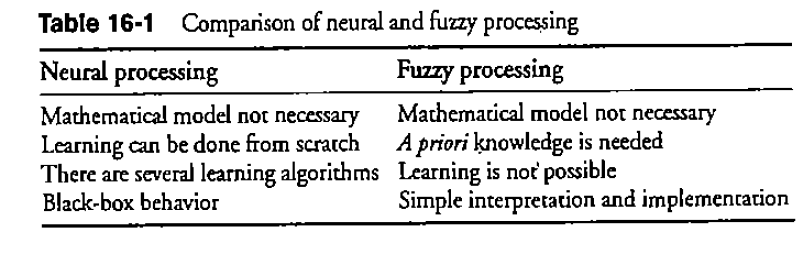 Table 16-1 Comparison of neural and fuzzy processing
Neural processing Fuzzy processing
Mathematical model not necessary Mathematical model not necessary
Learning can be done from scratch A priori knowledge is needed
There are several learning algorithms Learning is not possible
Black-box behavior Simple interpretation and implementation